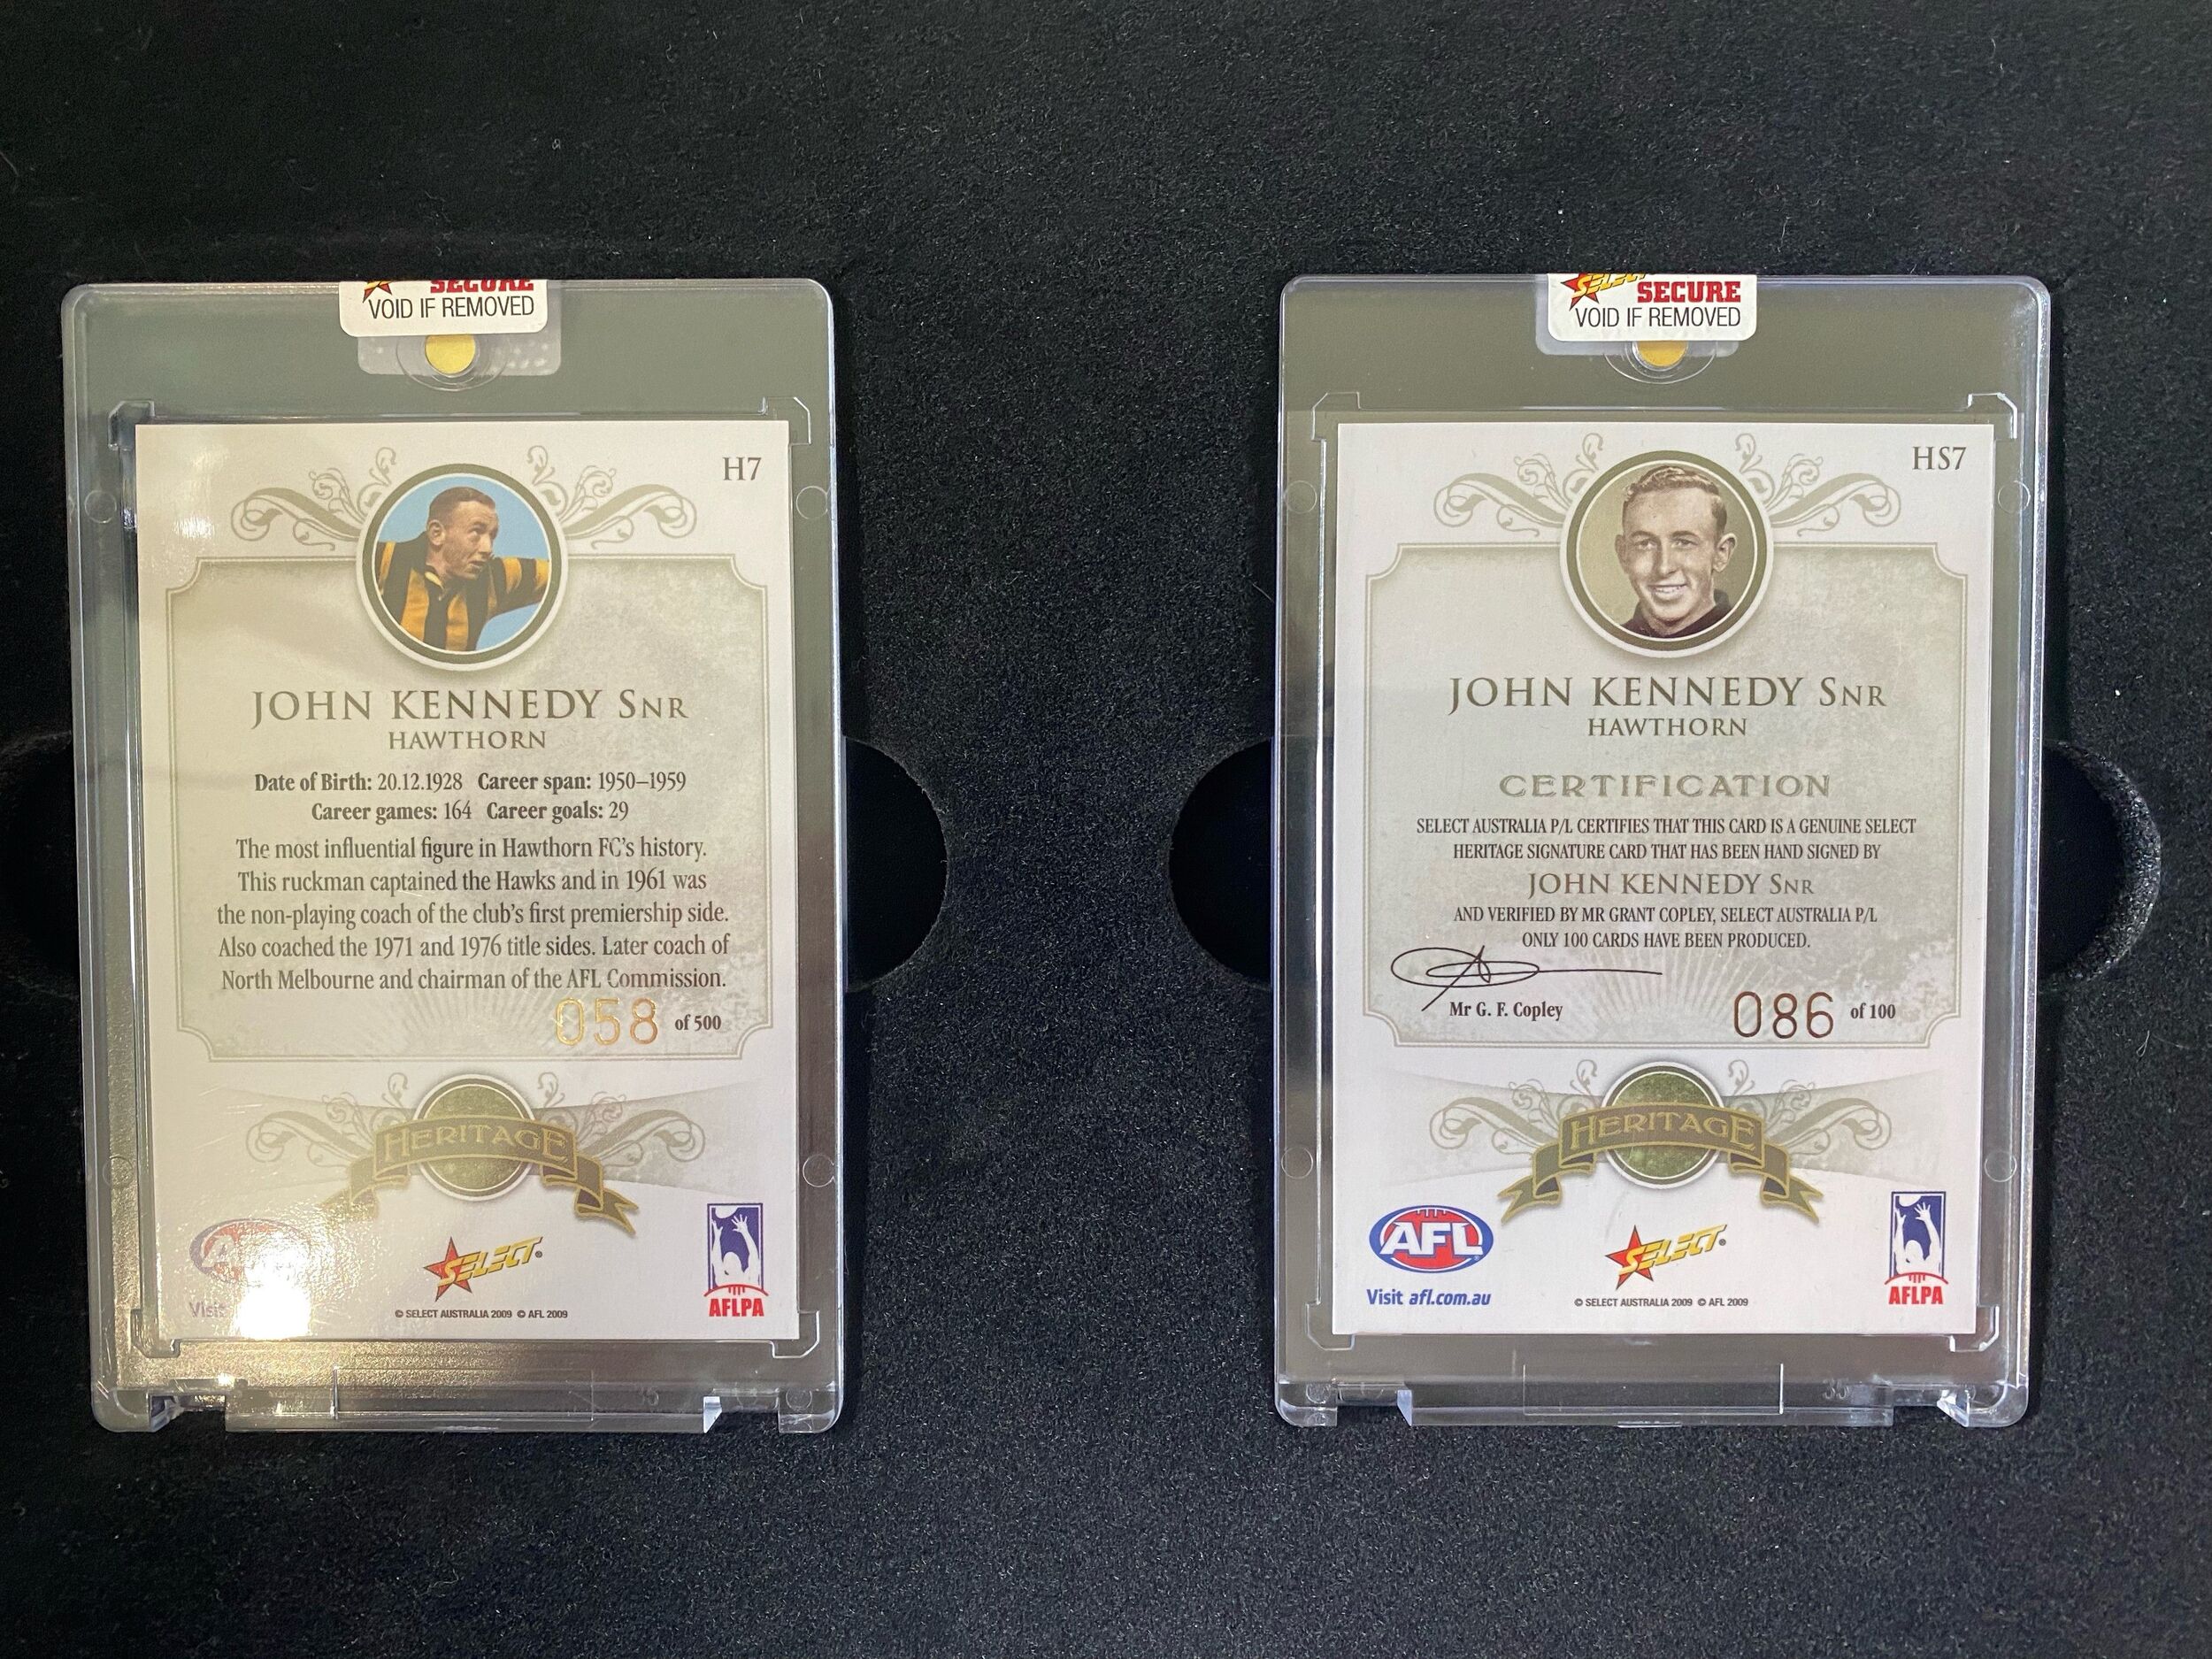 SECURE
VOID IF REMOVED
H7
JOHN KENNEDY SNR
HAWTHORN
Date of Birth: 20.12.1928 Career span: 1950–1959
Career games: 164 Career goals: 29
The most influential figure in Hawthorn FC's history.
This ruckman captained the Hawks and in 1961 was
the non-playing coach of the club's first premiership side.
Also coached the 1971 and 1976 title sides. Later coach of
North Melbourne and chairman of the AFL Commission.
058 of 500
HERITAGE
Visit
SELECT
AFLPA
© SELECT AUSTRALIA 2009 © AFL 2009
SELECT
SECURE
VOID IF REMOVED
HS7
JOHN KENNEDY SNR
HAWTHORN
CERTIFICATION
SELECT AUSTRALIA P/L CERTIFIES THAT THIS CARD IS A GENUINE SELECT
HERITAGE SIGNATURE CARD THAT HAS BEEN HAND SIGNED BY
JOHN KENNEDY SNR
AND VERIFIED BY MR GRANT COPLEY, SELECT AUSTRALIA P/L
ONLY 100 CARDS HAVE BEEN PRODUCED.
Mr G. F. Copley
086 of 100
HERITAGE
AFL
Visit afl.com.au
SELECT
AFLPA
© SELECT AUSTRALIA 2009 © AFL 2009